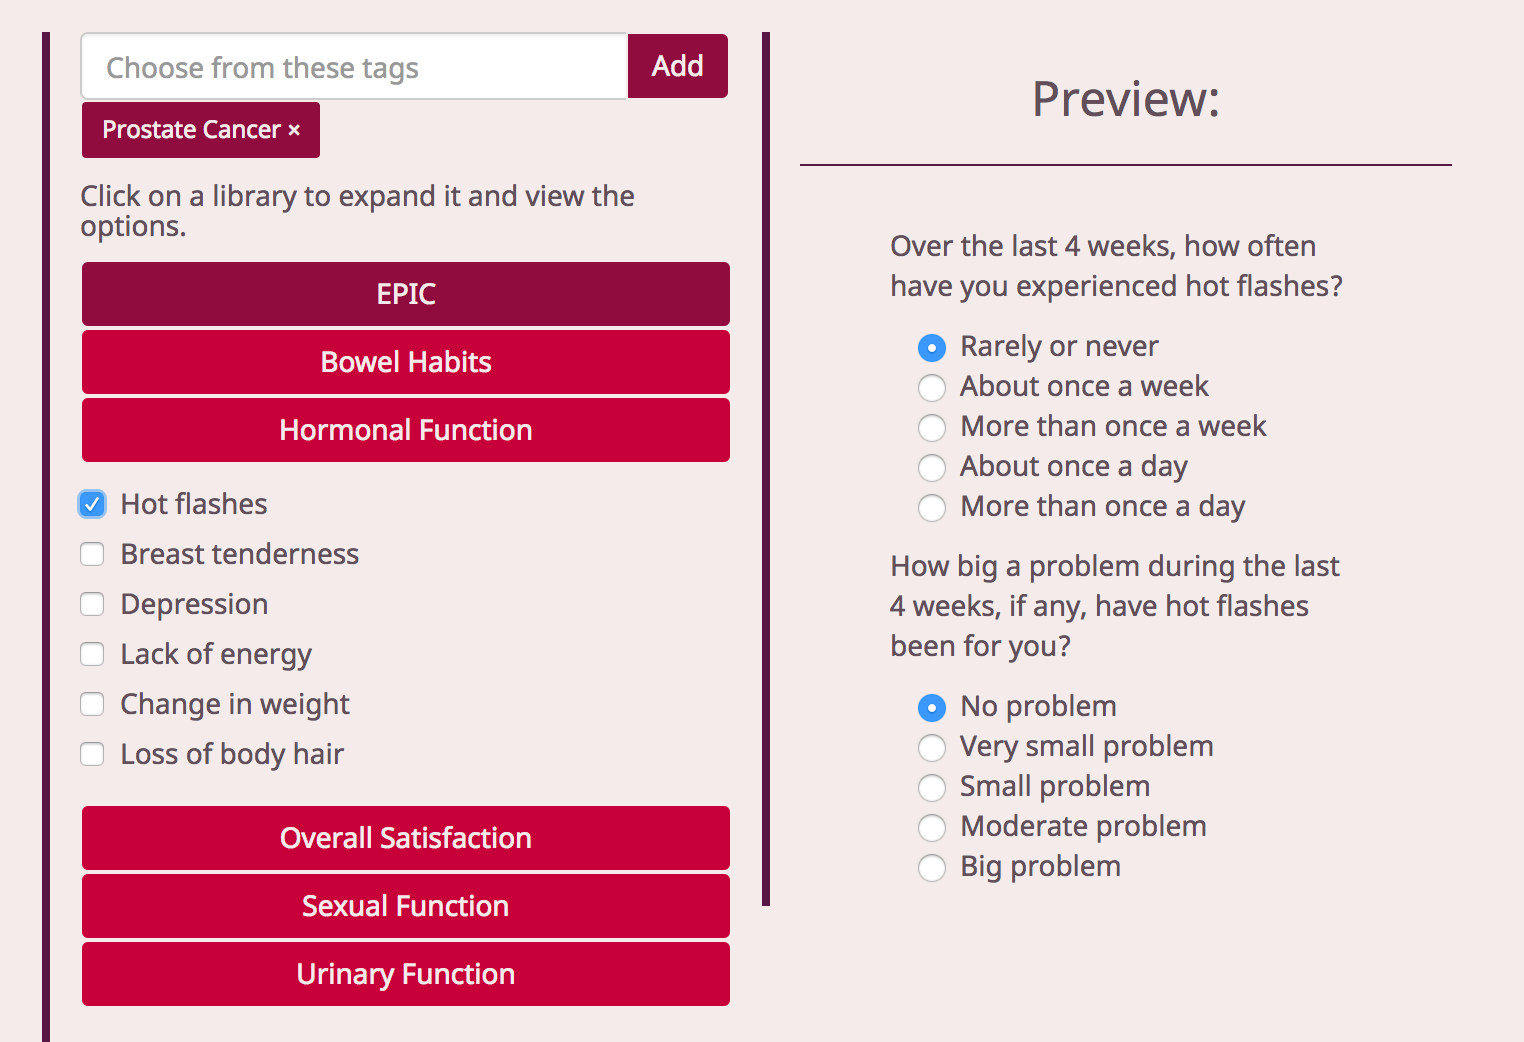 Choose from these tags
Add
Prostate Cancer ×
Click on a library to expand it and view the
options.
EPIC
Bowel Habits
Hormonal Function
Hot flashes
Breast tenderness
Depression
Lack of energy
Change in weight
Loss of body hair
Overall Satisfaction
Sexual Function
Urinary Function
Preview:
Over the last 4 weeks, how often
have you experienced hot flashes?
Rarely or never
About once a week
More than once a week
About once a day
More than once a day
How big a problem during the last
4 weeks, if any, have hot flashes
been for you?
No problem
Very small problem
Small problem
Moderate problem
Big problem